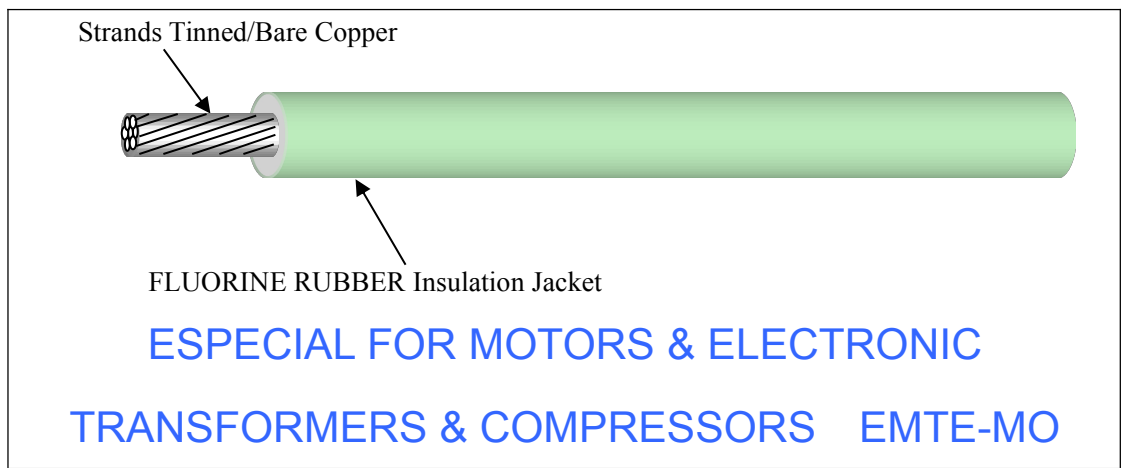 Strands Tinned/Bare Copper
FLUORINE RUBBER Insulation Jacket
ESPECIAL FOR MOTORS & ELECTRONIC
TRANSFORMERS & COMPRESSORS EMTE-MO